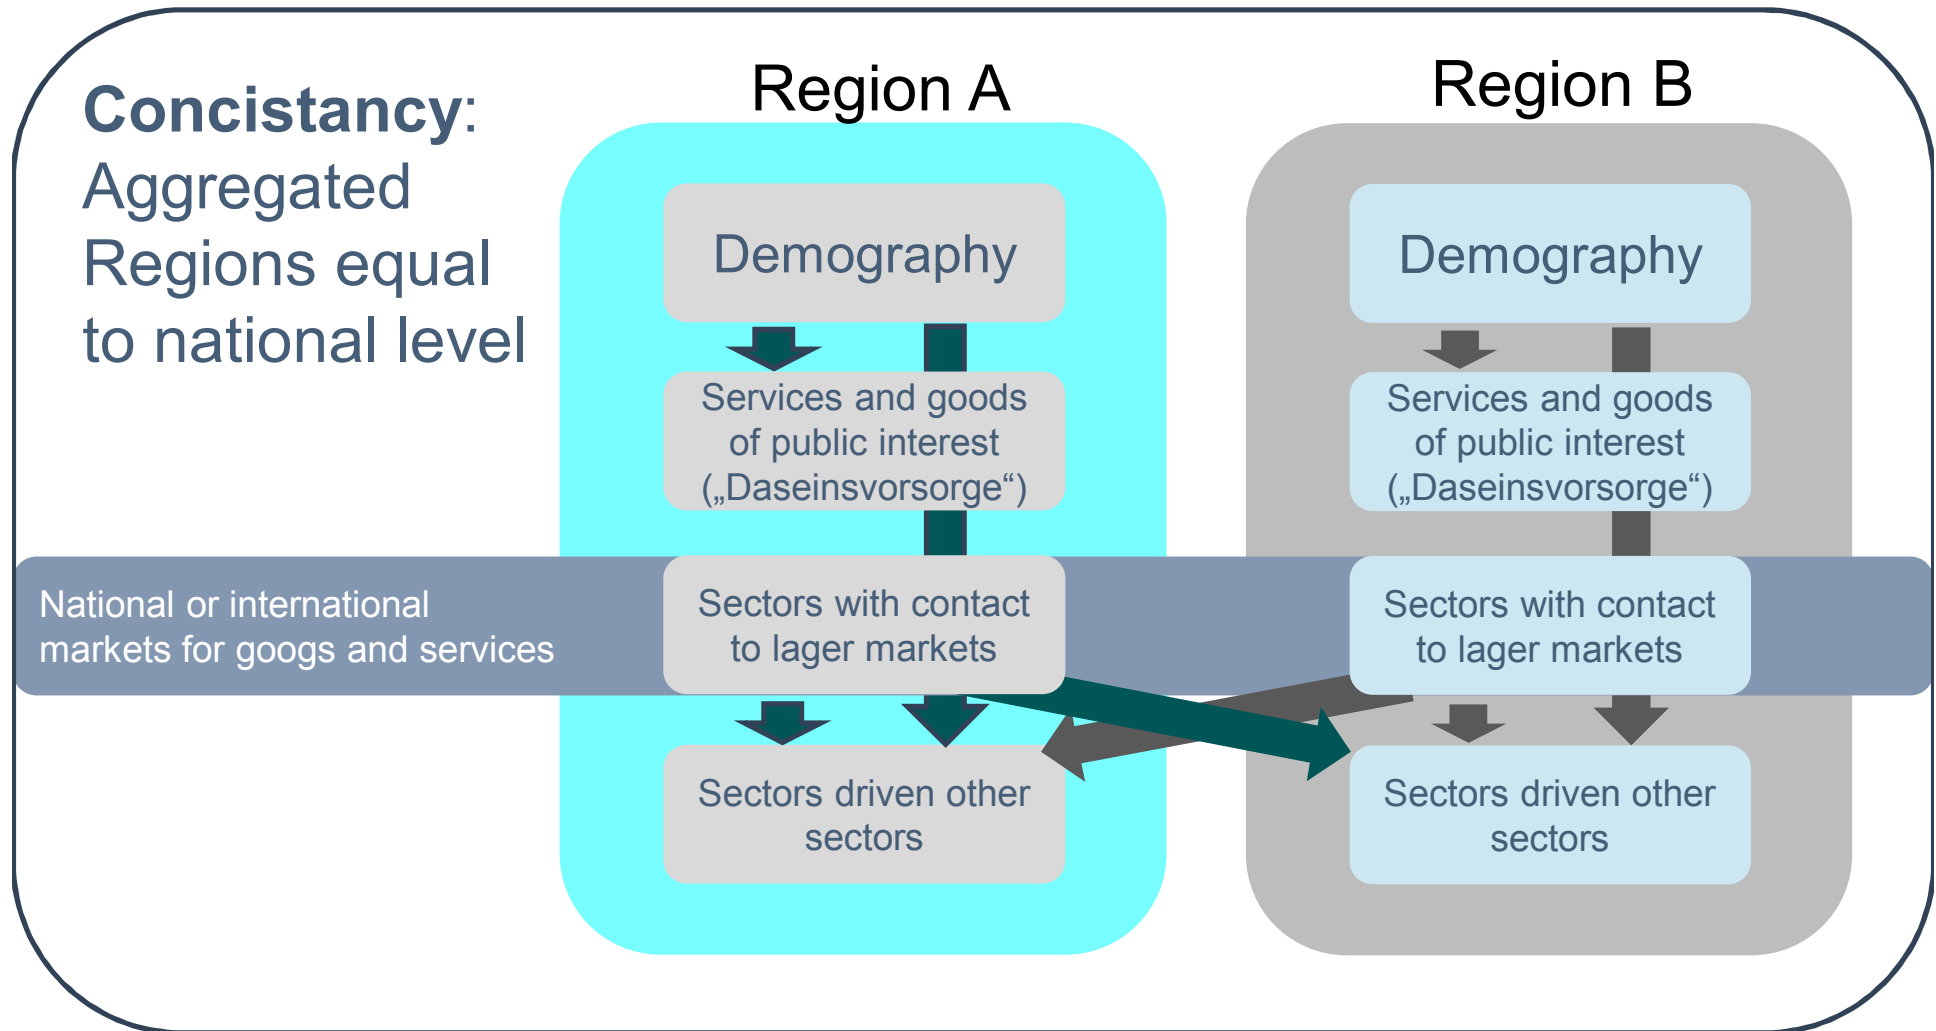 Concistancy:
Aggregated
Regions equal
to national level
Region A
Demography
Services and goods
of public interest
(„Daseinsvorsorge“)
Sectors with contact
to lager markets
Sectors driven other
sectors
Region B
Demography
Services and goods
of public interest
(„Daseinsvorsorge“)
Sectors with contact
to lager markets
Sectors driven other
sectors
National or international
markets for googs and services